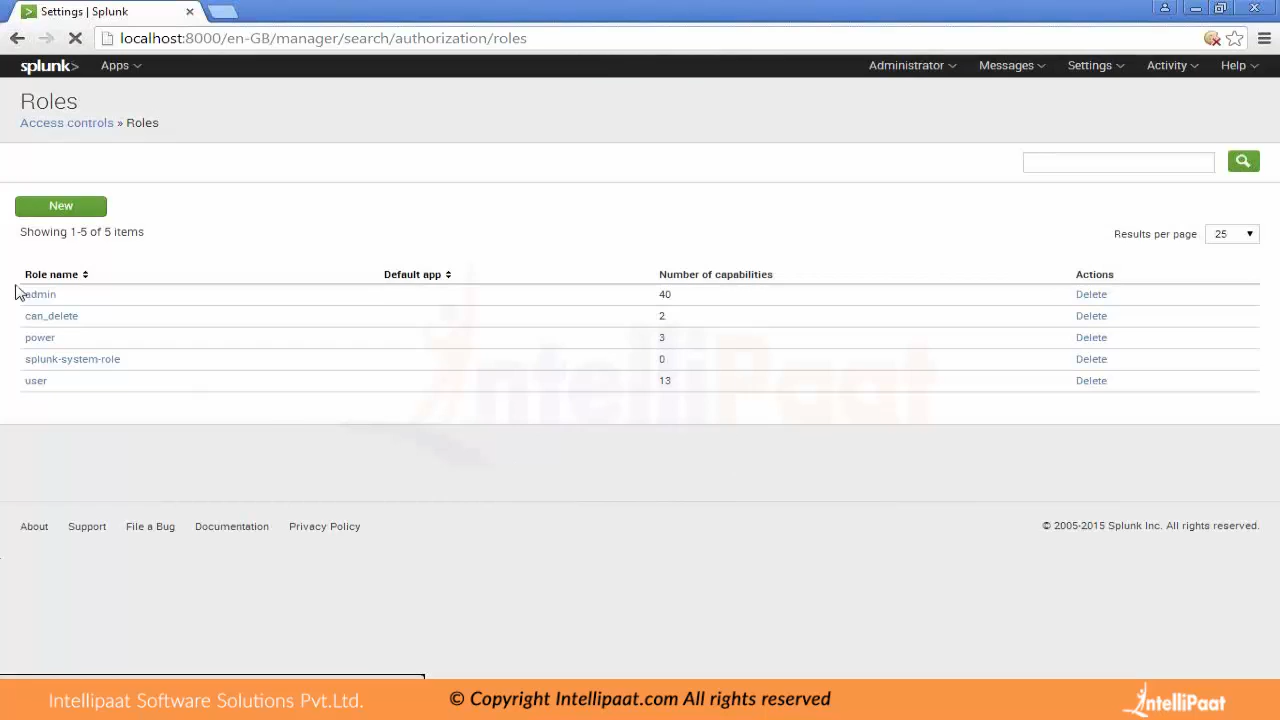 Settings | Splunk
localhost:8000/en-GB/manager/search/authorization/roles
splunk> Apps Administrator Messages Settings Activity Help
Roles
Access controls » Roles
New
Showing 1-5 of 5 items
Results per page 25
Role name Default app Number of capabilities Actions
admin 40 Delete
can_delete 2 Delete
power 3 Delete
splunk-system-role 0 Delete
user 13 Delete
IntelliPaat
About Support File a Bug Documentation Privacy Policy © 2005-2015 Splunk Inc. All rights reserved.
Intellipaat Software Solutions Pvt.Ltd. © Copyright Intellipaat.com All rights reserved IntelliPaat